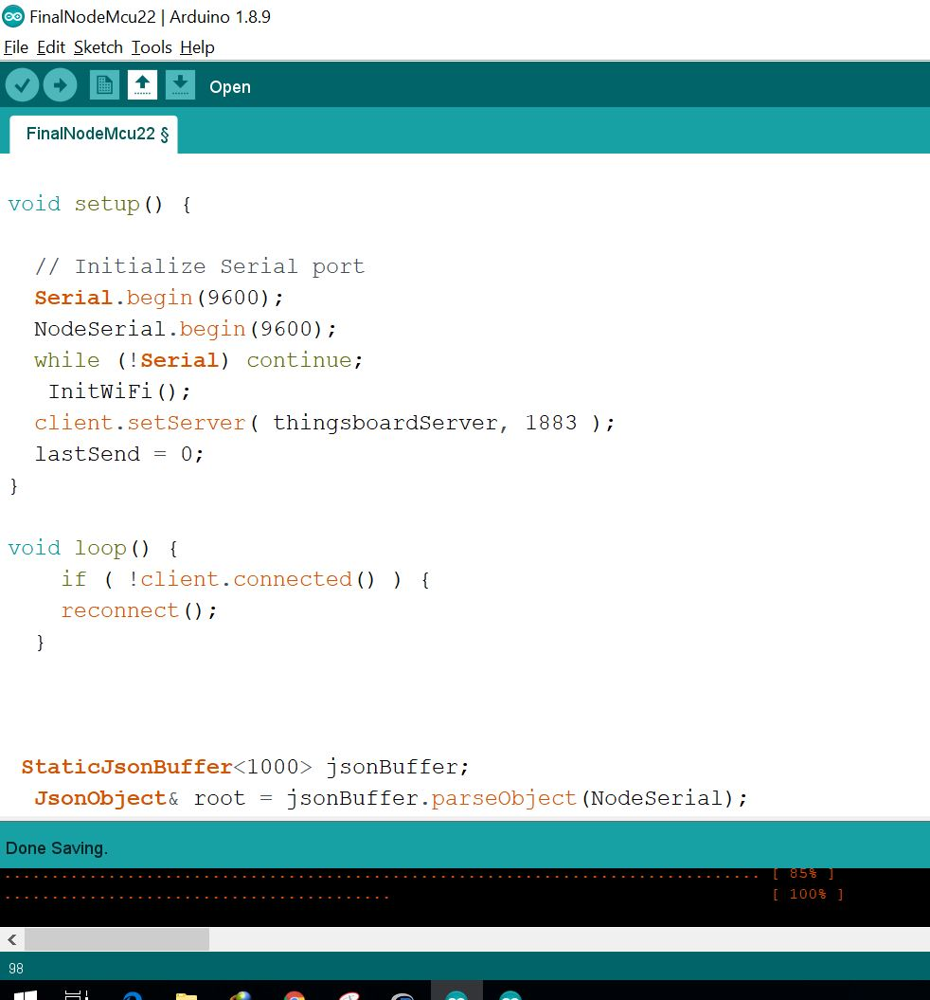 FinalNodeMcu22 | Arduino 1.8.9
File Edit Sketch Tools Help
Open
FinalNodeMcu22 §
void setup() {
// Initialize Serial port
Serial.begin(9600);
NodeSerial.begin(9600);
while (!Serial) continue;
InitWiFi();
client.setServer( thingsboardServer, 1883 );
lastSend = 0;
}
void loop() {
if ( !client.connected() ) {
reconnect();
}
StaticJsonBuffer<1000> jsonBuffer;
JsonObject& root = jsonBuffer.parseObject(NodeSerial);
Done Saving.
................................................................................ [ 85% ]
......................................... [ 100% ]
98